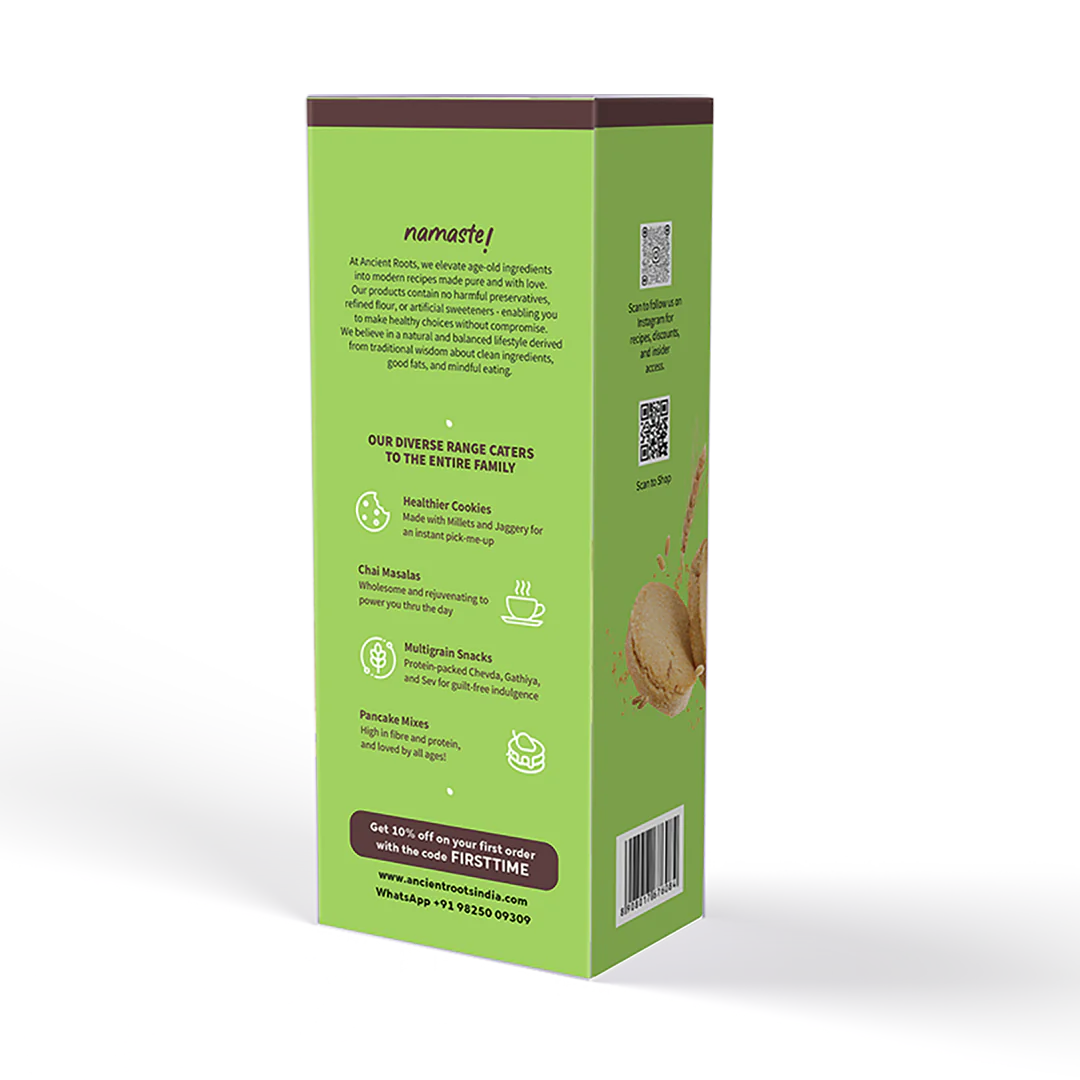 namaste!
At Ancient Roots, we elevate age-old ingredients
into modern recipes made pure and with love.
Our products contain no harmful preservatives,
refined flour, or artificial sweeteners - enabling you
to make healthy choices without compromise.
We believe in a natural and balanced lifestyle derived
from traditional wisdom about clean ingredients,
good fats, and mindful eating.
OUR DIVERSE RANGE CATERS
TO THE ENTIRE FAMILY
Healthier Cookies
Made with Millets and Jaggery for
an instant pick-me-up
Chai Masalas
Wholesome and rejuvenating to
power you thru the day
Multigrain Snacks
Protein-packed Chevda, Gathiya,
and Sev for guilt-free indulgence
Pancake Mixes
High in fibre and protein,
and loved by all ages!
Get 10% off on your first order
with the code FIRSTTIME
www.ancientrootsindia.com
WhatsApp +91 98250 09309
Scan to follow us on
Instagram for
recipes, discounts,
and insider
access.
Scan to Shop